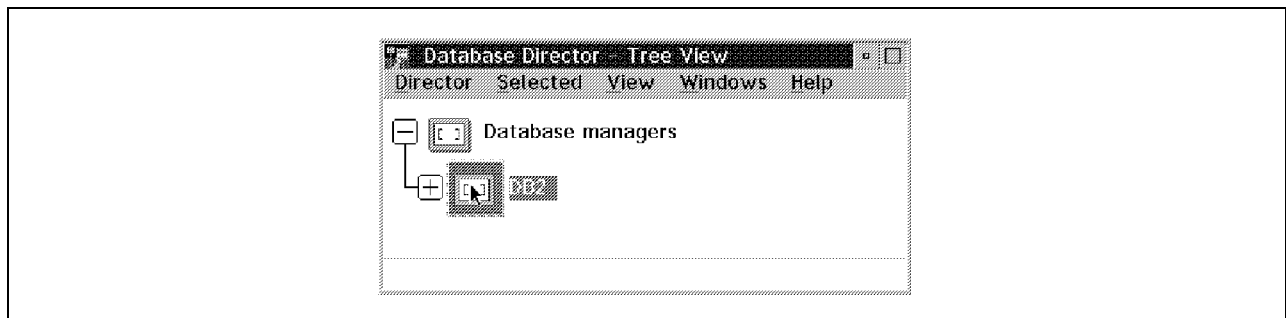 Database Director - Tree View
Director Selected View Windows Help
Database managers
DB2